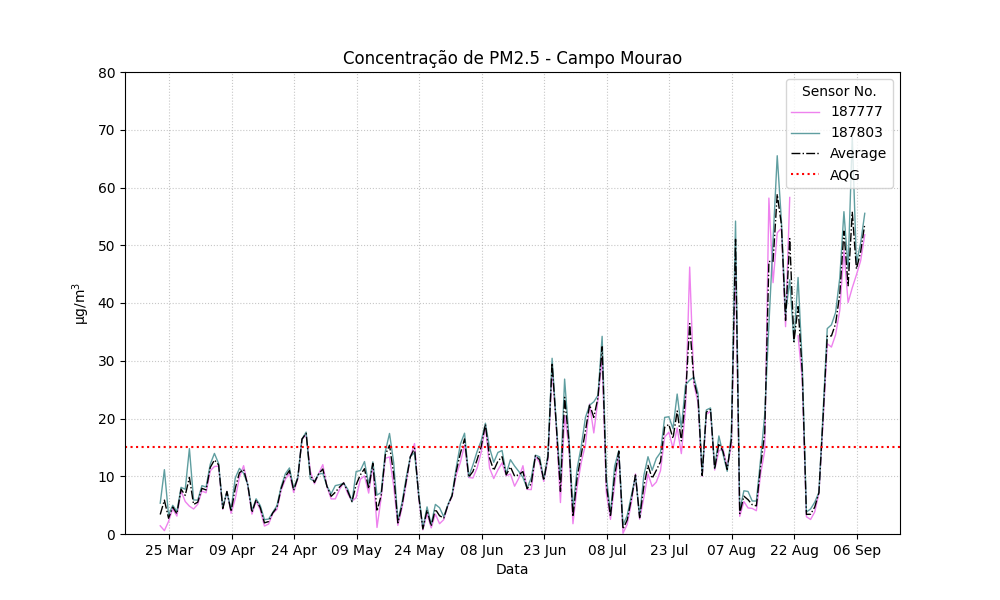 Concentração de PM2.5 - Campo Mourao
80
70
60
50
40
30
20
10
0
µg/m³
Sensor No.
187777
187803
Average
AQG
25 Mar 09 Apr 24 Apr 09 May 24 May 08 Jun 23 Jun 08 Jul 23 Jul 07 Aug 22 Aug 06 Sep
Data